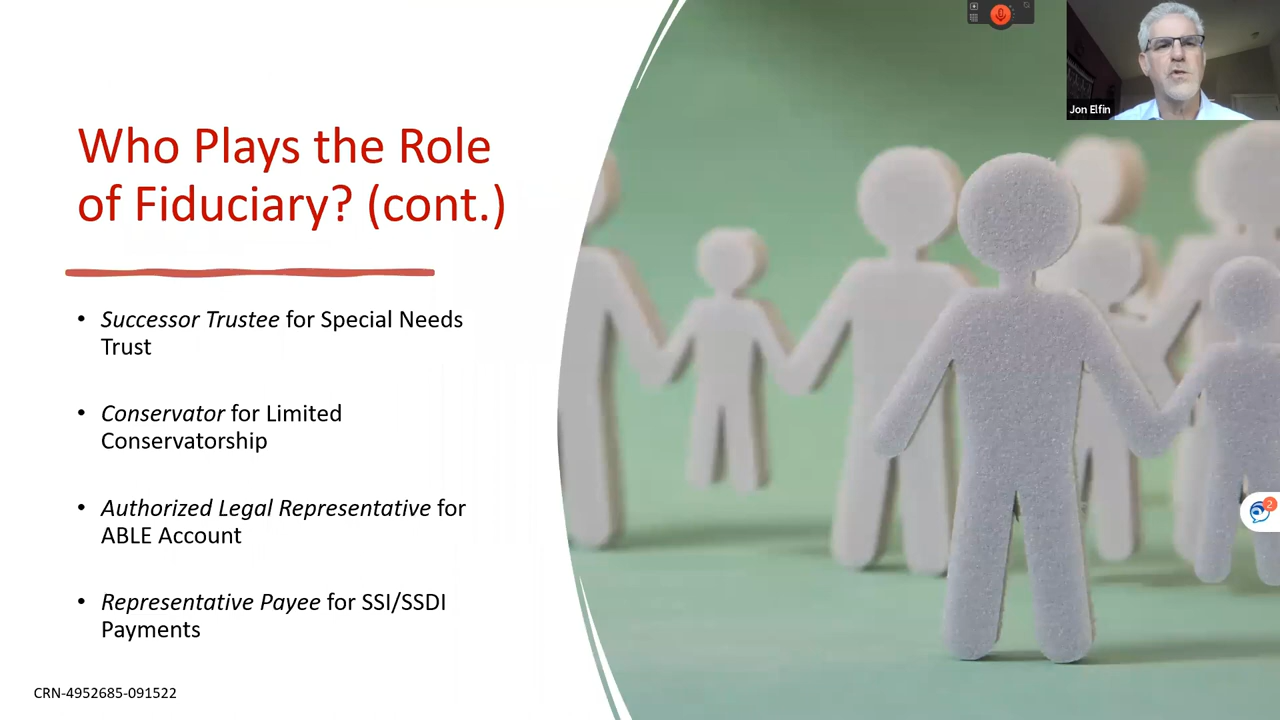 Jon Elfin
Who Plays the Role
of Fiduciary? (cont.)
• Successor Trustee for Special Needs
Trust
• Conservator for Limited
Conservatorship
• Authorized Legal Representative for
ABLE Account
• Representative Payee for SSI/SSDI
Payments
CRN-4952685-091522
2